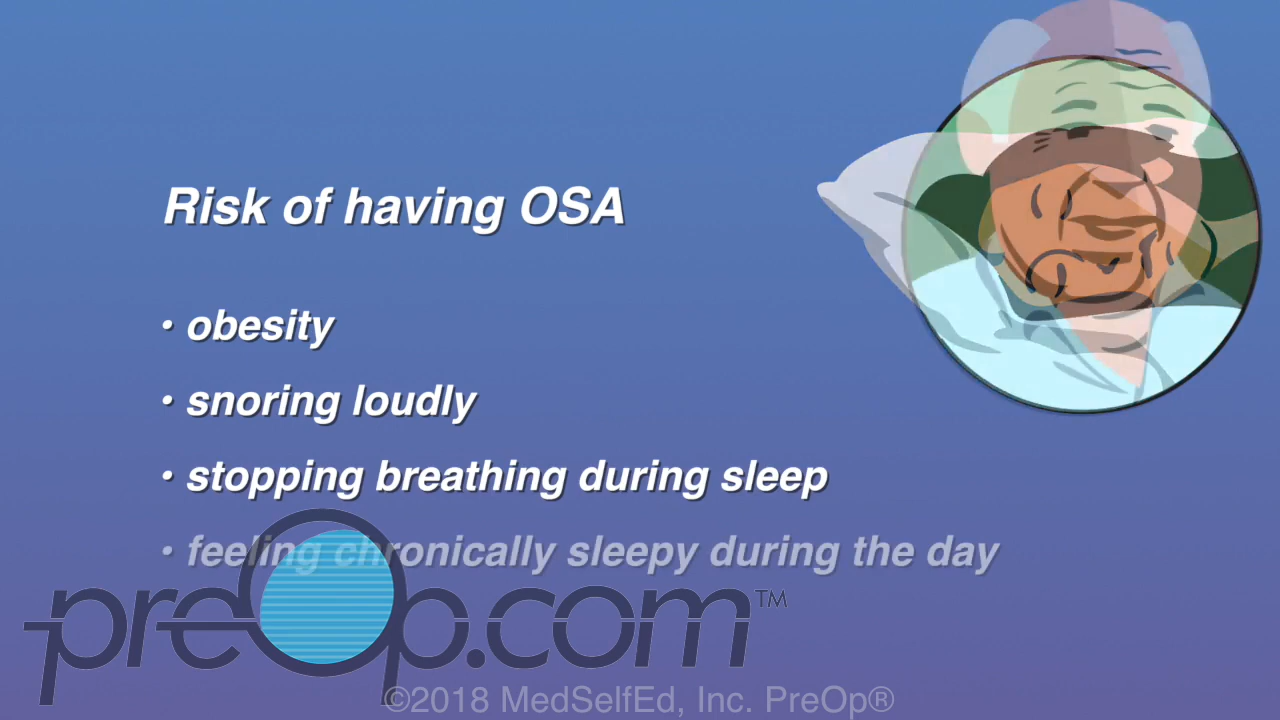 Risk of having OSA
• obesity
• snoring loudly
• stopping breathing during sleep
• feeling chronically sleepy during the day
preOp.com™
©2018 MedSelfEd, Inc. PreOp®